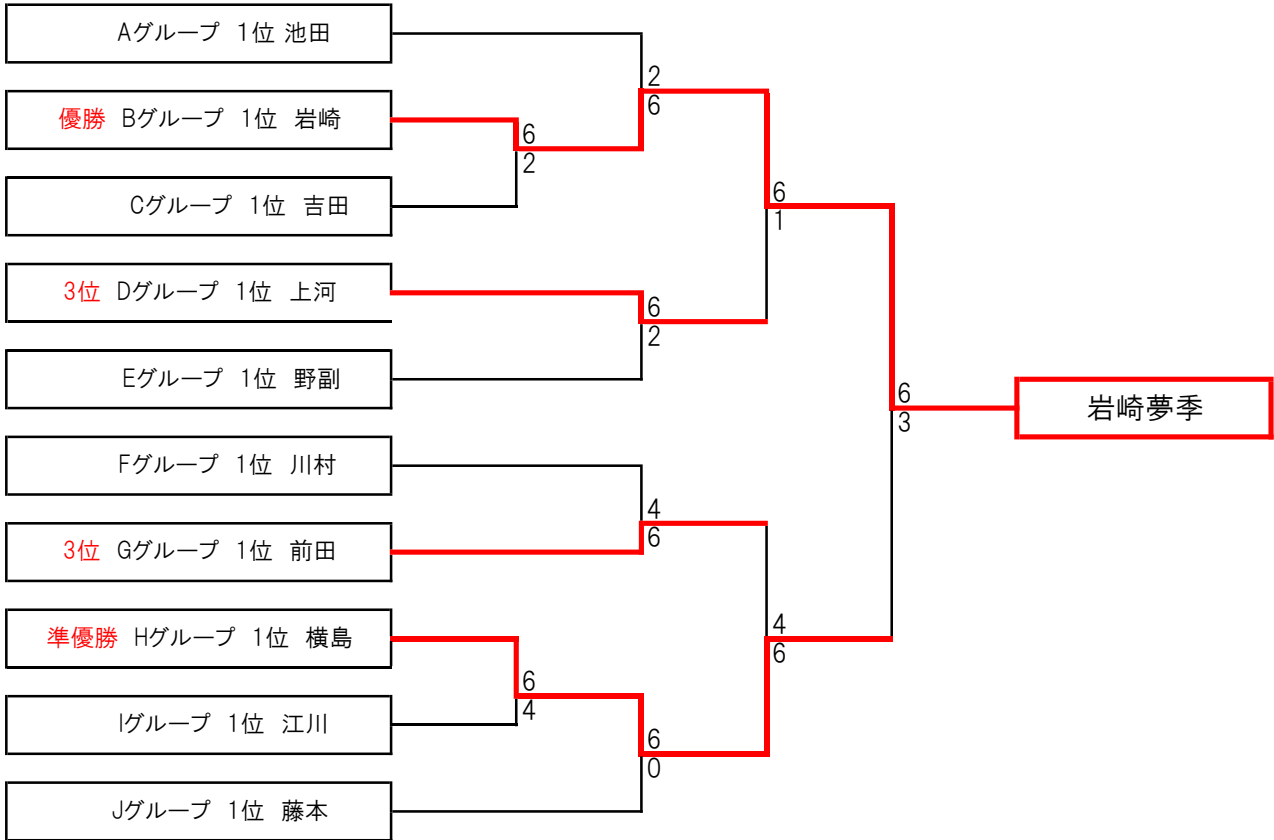 Aグループ 1位 池田
2
6
優勝 Bグループ 1位 岩崎
6
2
Cグループ 1位 吉田
6
1
3位 Dグループ 1位 上河
6
2
Eグループ 1位 野副
6
3
岩崎夢季
Fグループ 1位 川村
4
6
3位 Gグループ 1位 前田
準優勝 Hグループ 1位 横島
4
6
6
4
Iグループ 1位 江川
6
0
Jグループ 1位 藤本